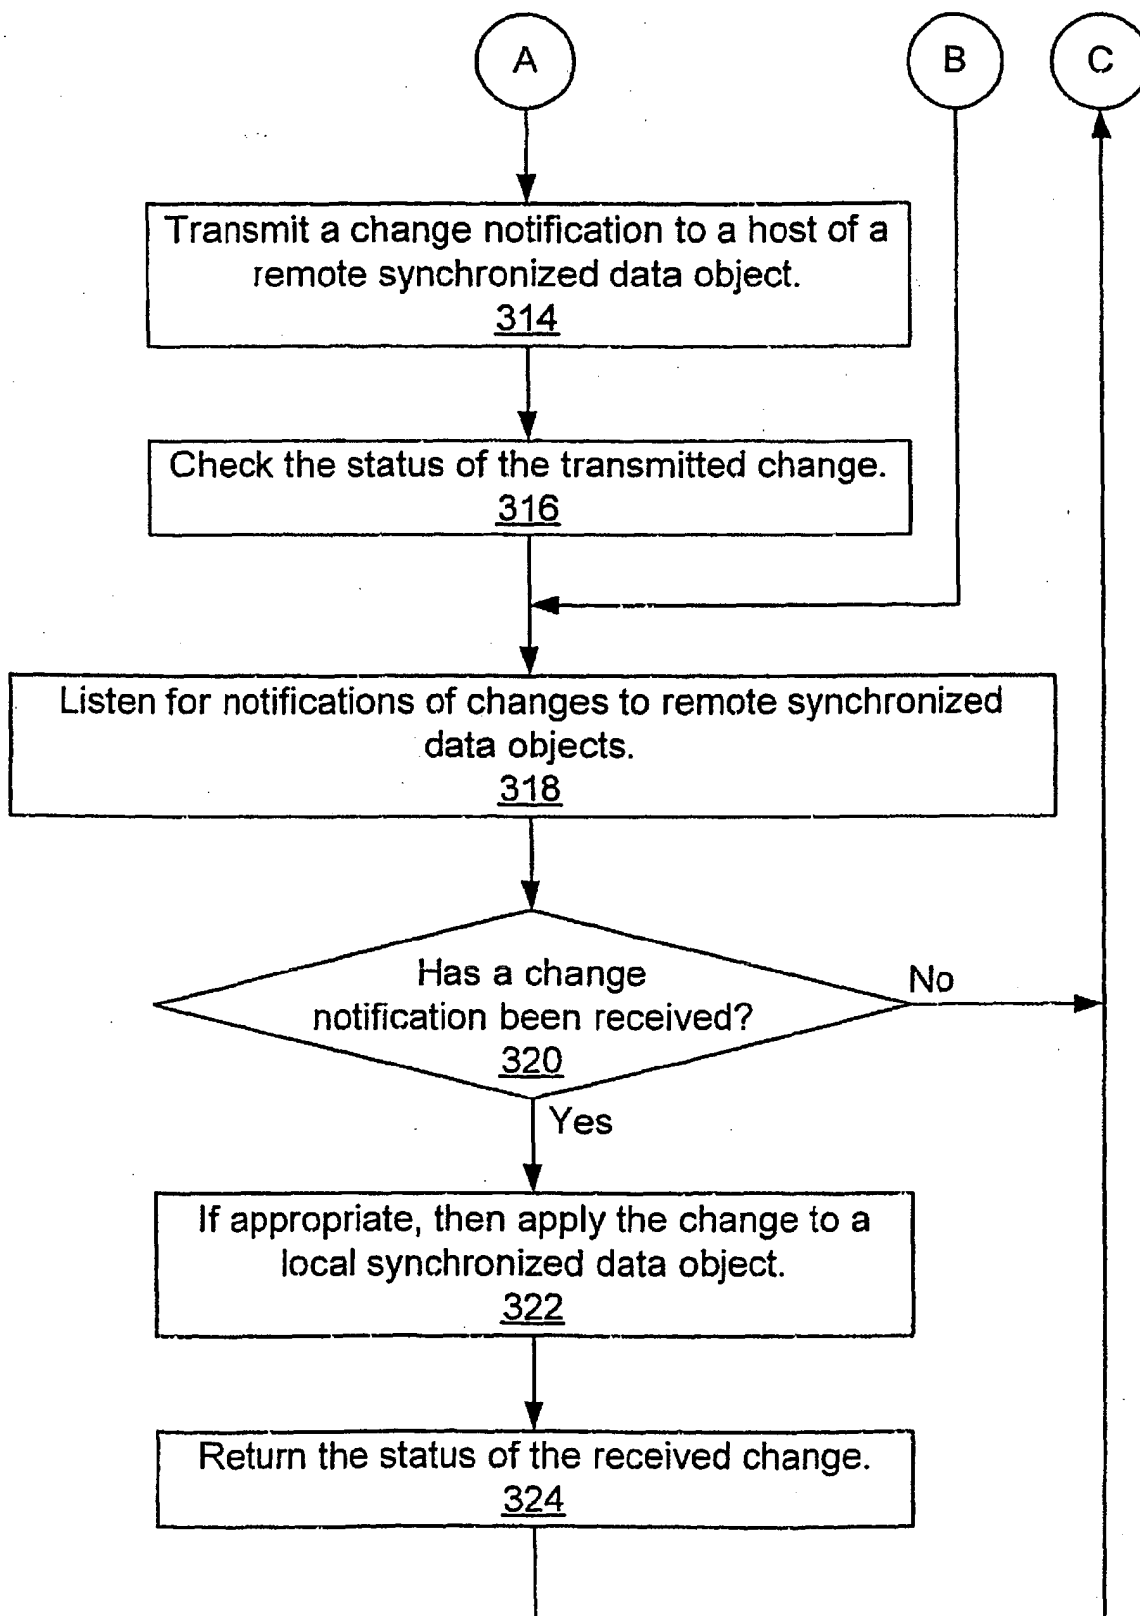 A
B
C
Transmit a change notification to a host of a
remote synchronized data object.
314
Check the status of the transmitted change.
316
Listen for notifications of changes to remote synchronized
data objects.
318
Has a change
notification been received?
320
No
Yes
If appropriate, then apply the change to a
local synchronized data object.
322
Return the status of the received change.
324